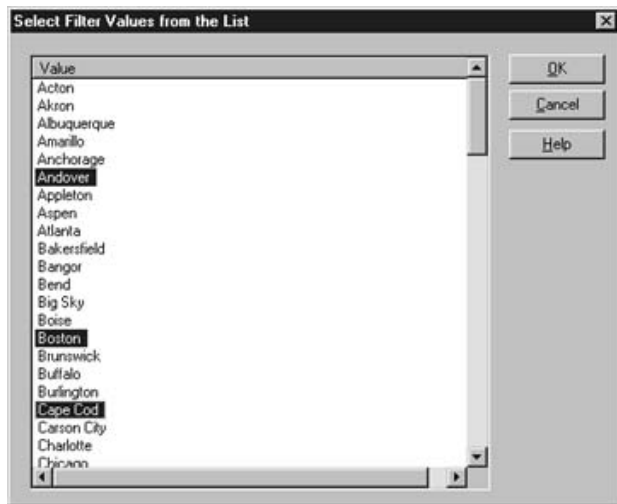 Select Filter Values from the List
Value
Acton
Akron
Albuquerque
Amarillo
Anchorage
Andover
Appleton
Aspen
Atlanta
Bakersfield
Bangor
Bend
Big Sky
Boise
Boston
Brunswick
Buffalo
Burlington
Cape Cod
Carson City
Charlotte
Chicago
OK
Cancel
Help